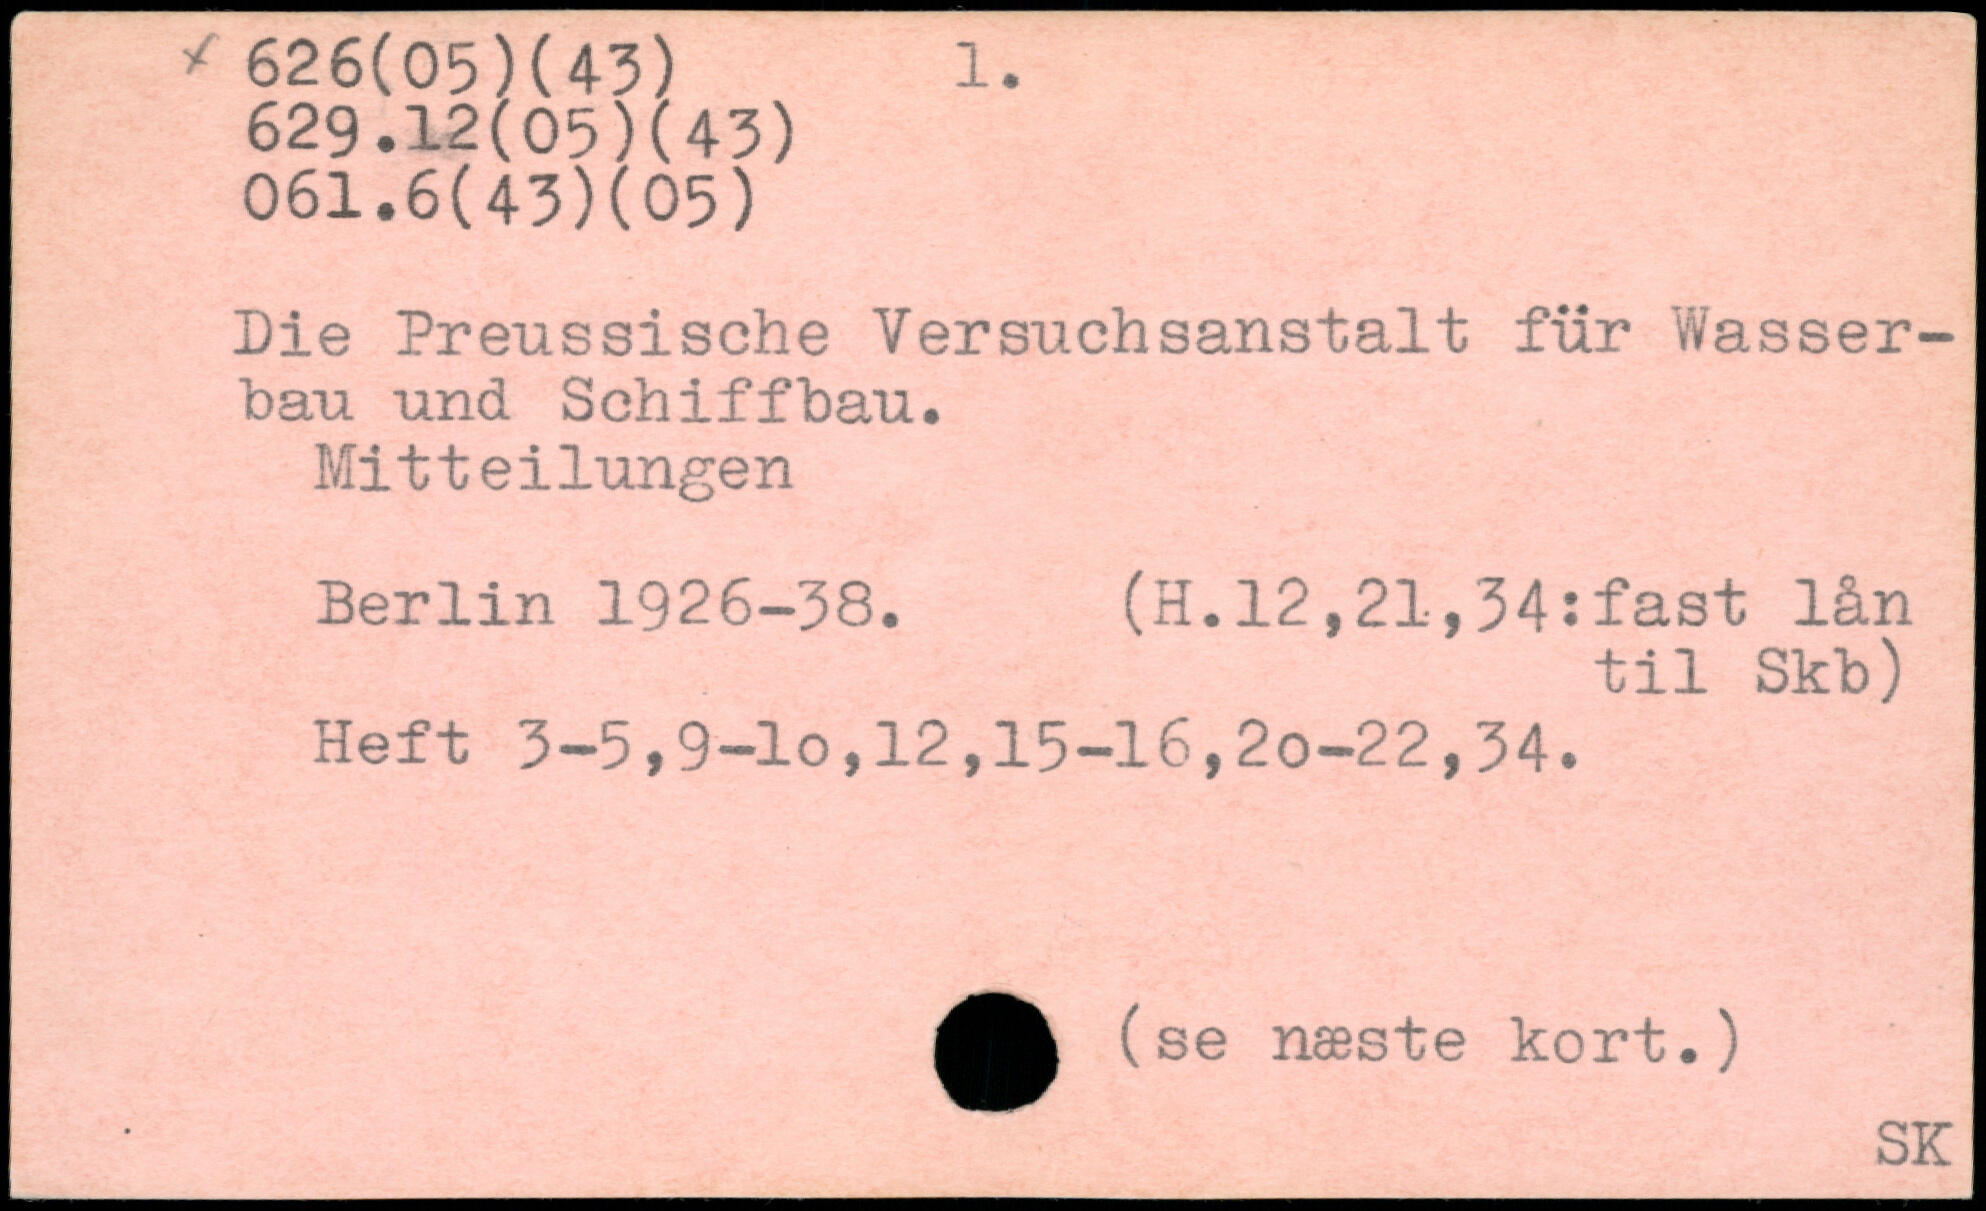 x 626(05)(43) 1.
629.12(05)(43)
061.6(43)(05)
Die Preussische Versuchsanstalt für Wasser-
bau und Schiffbau.
Mitteilungen
Berlin 1926-38. (H.12,21,34:fast lån
til Skb)
Heft 3-5,9-lo,12,15-16,2o-22,34.
(se næste kort.)
SK